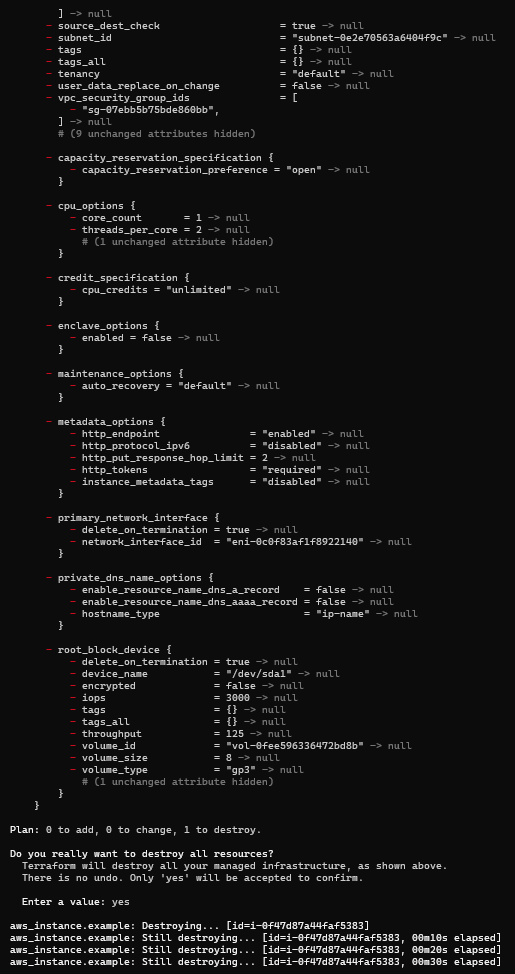 ] -> null
- source_dest_check = true -> null
- subnet_id = "subnet-0e2e70563a6404f9c" -> null
- tags = {} -> null
- tags_all = {} -> null
- tenancy = "default" -> null
- user_data_replace_on_change = false -> null
- vpc_security_group_ids = [
- "sg-07ebb5b75bde860bb",
] -> null
# (9 unchanged attributes hidden)
- capacity_reservation_specification {
- capacity_reservation_preference = "open" -> null
}
- cpu_options {
- core_count = 1 -> null
- threads_per_core = 2 -> null
# (1 unchanged attribute hidden)
}
- credit_specification {
- cpu_credits = "unlimited" -> null
}
- enclave_options {
- enabled = false -> null
}
- maintenance_options {
- auto_recovery = "default" -> null
}
- metadata_options {
- http_endpoint = "enabled" -> null
- http_protocol_ipv6 = "disabled" -> null
- http_put_response_hop_limit = 2 -> null
- http_tokens = "required" -> null
- instance_metadata_tags = "disabled" -> null
}
- primary_network_interface {
- delete_on_termination = true -> null
- network_interface_id = "eni-0c0f83af1f8922140" -> null
}
- private_dns_name_options {
- enable_resource_name_dns_a_record = false -> null
- enable_resource_name_dns_aaaa_record = false -> null
- hostname_type = "ip-name" -> null
}
- root_block_device {
- delete_on_termination = true -> null
- device_name = "/dev/sda1" -> null
- encrypted = false -> null
- iops = 3000 -> null
- tags = {} -> null
- tags_all = {} -> null
- throughput = 125 -> null
- volume_id = "vol-0fee596336472bd8b" -> null
- volume_size = 8 -> null
- volume_type = "gp3" -> null
# (1 unchanged attribute hidden)
}
}
Plan: 0 to add, 0 to change, 1 to destroy.
Do you really want to destroy all resources?
Terraform will destroy all your managed infrastructure, as shown above.
There is no undo. Only 'yes' will be accepted to confirm.
Enter a value: yes
aws_instance.example: Destroying... [id=i-0f47d87a44faf5383]
aws_instance.example: Still destroying... [id=i-0f47d87a44faf5383, 00m10s elapsed]
aws_instance.example: Still destroying... [id=i-0f47d87a44faf5383, 00m20s elapsed]
aws_instance.example: Still destroying... [id=i-0f47d87a44faf5383, 00m30s elapsed]